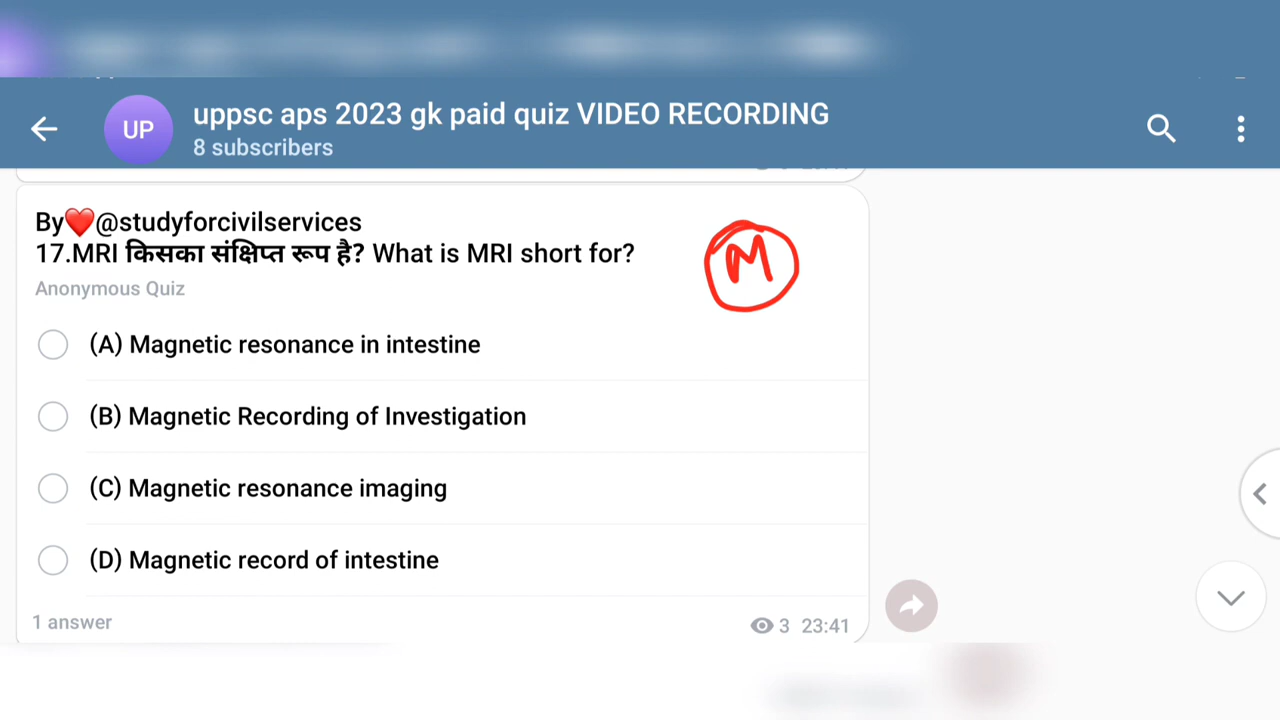 UP
uppsc aps 2023 gk paid quiz VIDEO RECORDING
8 subscribers
By❤️@studyforcivilservices
17.MRI किसका संक्षिप्त रूप है? What is MRI short for?
M
Anonymous Quiz
(A) Magnetic resonance in intestine
(B) Magnetic Recording of Investigation
(C) Magnetic resonance imaging
(D) Magnetic record of intestine
1 answer
3 23:41